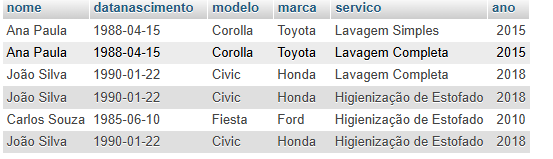 nome datanascimento modelo marca servico ano
Ana Paula 1988-04-15 Corolla Toyota Lavagem Simples 2015
Ana Paula 1988-04-15 Corolla Toyota Lavagem Completa 2015
João Silva 1990-01-22 Civic Honda Lavagem Completa 2018
João Silva 1990-01-22 Civic Honda Higienização de Estofado 2018
Carlos Souza 1985-06-10 Fiesta Ford Higienização de Estofado 2010
João Silva 1990-01-22 Civic Honda Higienização de Estofado 2018